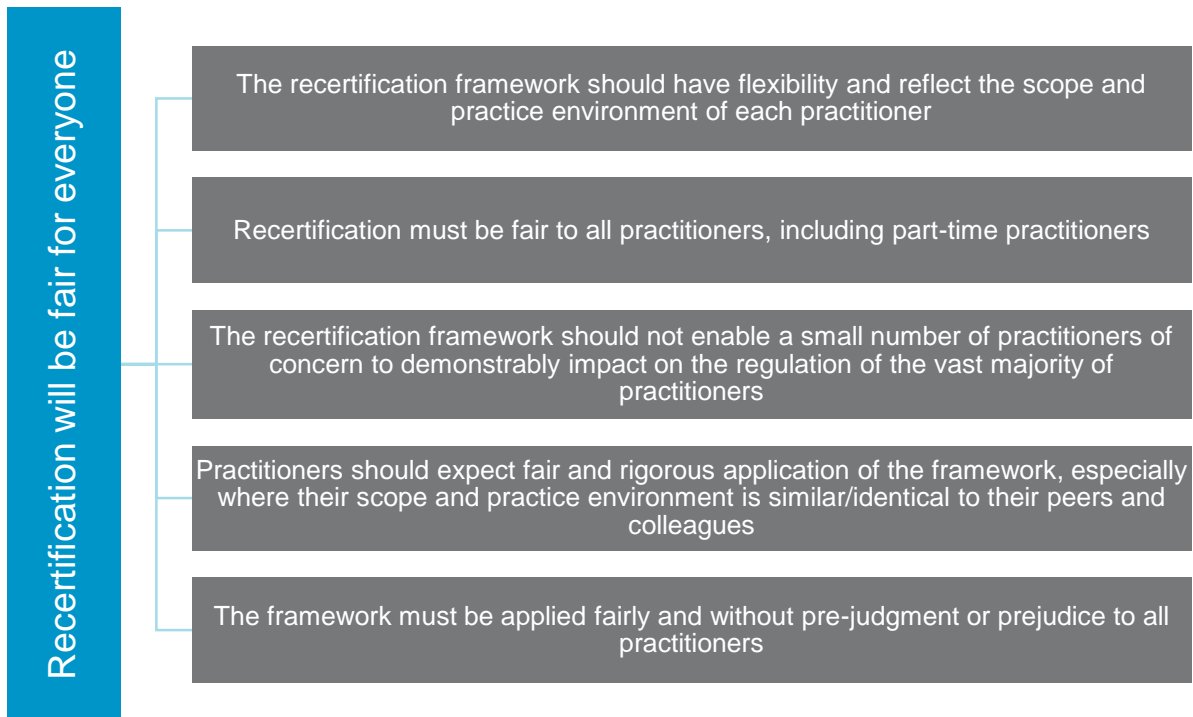 Recertification will be fair for everyone
The recertification framework should have flexibility and reflect the scope and
practice environment of each practitioner
Recertification must be fair to all practitioners, including part-time practitioners
The recertification framework should not enable a small number of practitioners of
concern to demonstrably impact on the regulation of the vast majority of
practitioners
Practitioners should expect fair and rigorous application of the framework, especially
where their scope and practice environment is similar/identical to their peers and
colleagues
The framework must be applied fairly and without pre-judgment or prejudice to all
practitioners